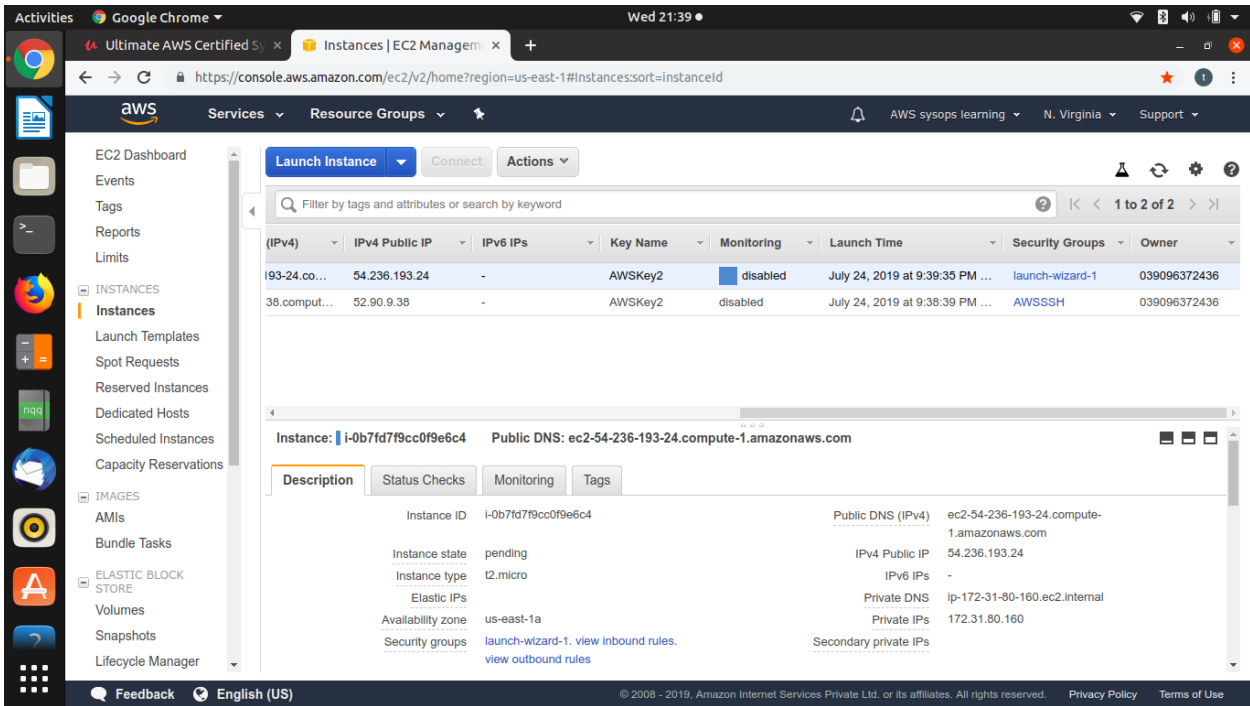 Activities Google Chrome ▾ Wed 21:39 ●
Ultimate AWS Certified Sy × Instances | EC2 Managem × +
https://console.aws.amazon.com/ec2/v2/home?region=us-east-1#Instances:sort=instanceId t
aws Services Resource Groups AWS sysops learning N. Virginia Support
EC2 Dashboard
Events
Tags
Reports
Limits
INSTANCES
Instances
Launch Templates
Spot Requests
Reserved Instances
Dedicated Hosts
Scheduled Instances
Capacity Reservations
IMAGES
AMIs
Bundle Tasks
ELASTIC BLOCK
STORE
Volumes
Snapshots
Lifecycle Manager
Launch Instance Connect Actions
Filter by tags and attributes or search by keyword 1 to 2 of 2
(IPv4) IPv4 Public IP IPv6 IPs Key Name Monitoring Launch Time Security Groups Owner
193-24.co... 54.236.193.24 - AWSKey2 disabled July 24, 2019 at 9:39:35 PM ... launch-wizard-1 039096372436
38.comput... 52.90.9.38 - AWSKey2 disabled July 24, 2019 at 9:38:39 PM ... AWSSSH 039096372436
Instance: i-0b7fd7f9cc0f9e6c4 Public DNS: ec2-54-236-193-24.compute-1.amazonaws.com
Description Status Checks Monitoring Tags
Instance ID i-0b7fd7f9cc0f9e6c4
Instance state pending
Instance type t2.micro
Elastic IPs
Availability zone us-east-1a
Security groups launch-wizard-1. view inbound rules.
view outbound rules
Public DNS (IPv4) ec2-54-236-193-24.compute-
1.amazonaws.com
IPv4 Public IP 54.236.193.24
IPv6 IPs -
Private DNS ip-172-31-80-160.ec2.internal
Private IPs 172.31.80.160
Secondary private IPs
nqq
Feedback English (US) © 2008 - 2019, Amazon Internet Services Private Ltd. or its affiliates. All rights reserved. Privacy Policy Terms of Use